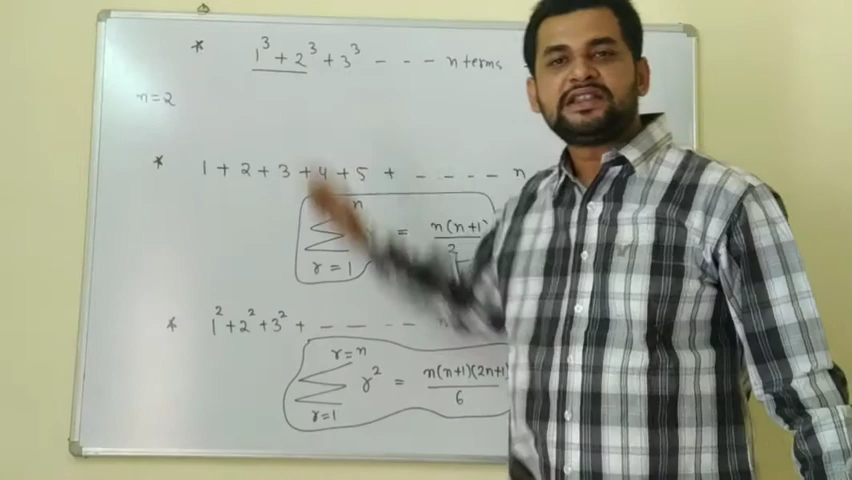 * 1³ + 2³ + 3³ - - - n terms
n=2
* 1 + 2 + 3 + 4 + 5 + - - - - n
n
∑ = n(n+1) / 2
r = 1
* 1² + 2² + 3² + - - - -
r = n
∑ r² = n(n+1)(2n+1) / 6
r=1